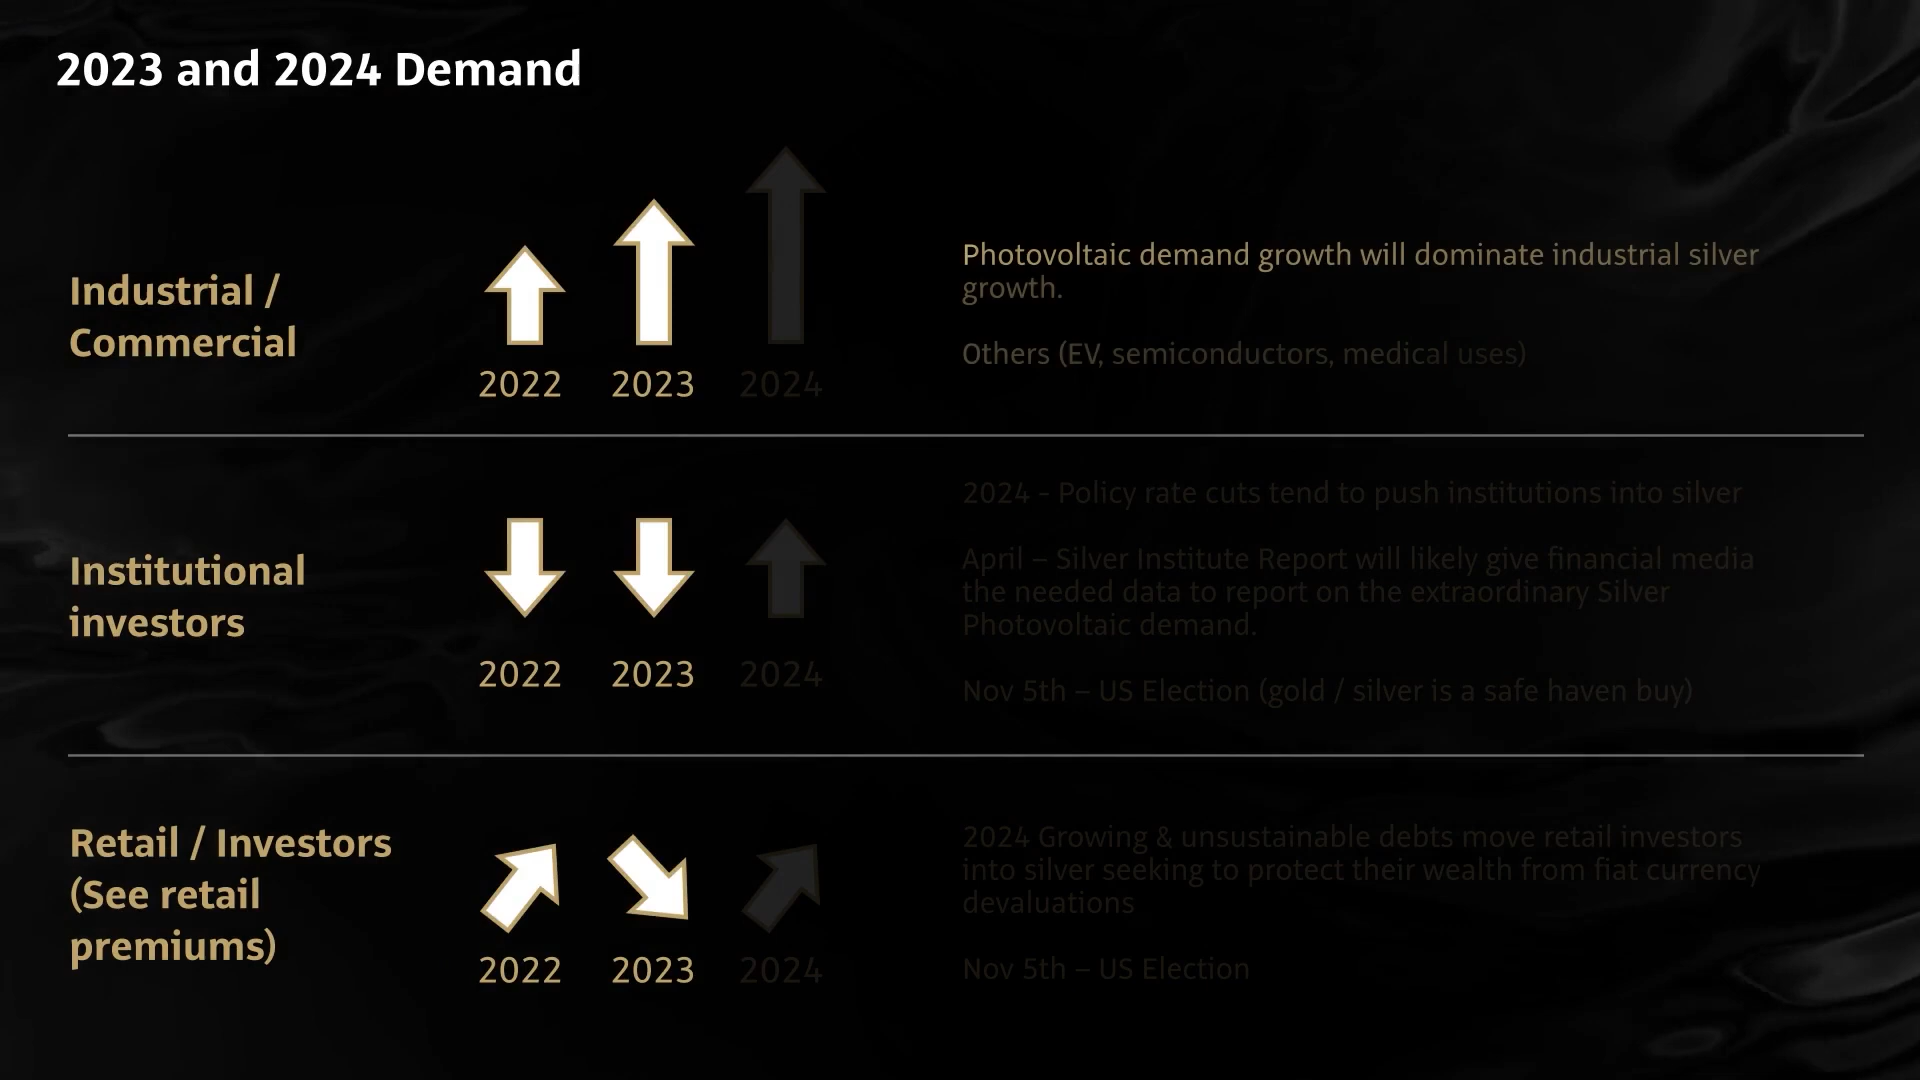 2023 and 2024 Demand
Industrial /
Commercial
2022
2023
2024
Photovoltaic demand growth will dominate industrial silver
growth.
Others (EV, semiconductors, medical uses)
Institutional
investors
2022
2023
2024
2024 - Policy rate cuts tend to push institutions into silver
April – Silver Institute Report will likely give financial media
the needed data to report on the extraordinary Silver
Photovoltaic demand.
Nov 5th – US Election (gold / silver is a safe haven buy)
Retail / Investors
(See retail
premiums)
2022
2023
2024
2024 Growing & unsustainable debts move retail investors
into silver seeking to protect their wealth from fiat currency
devaluations
Nov 5th – US Election